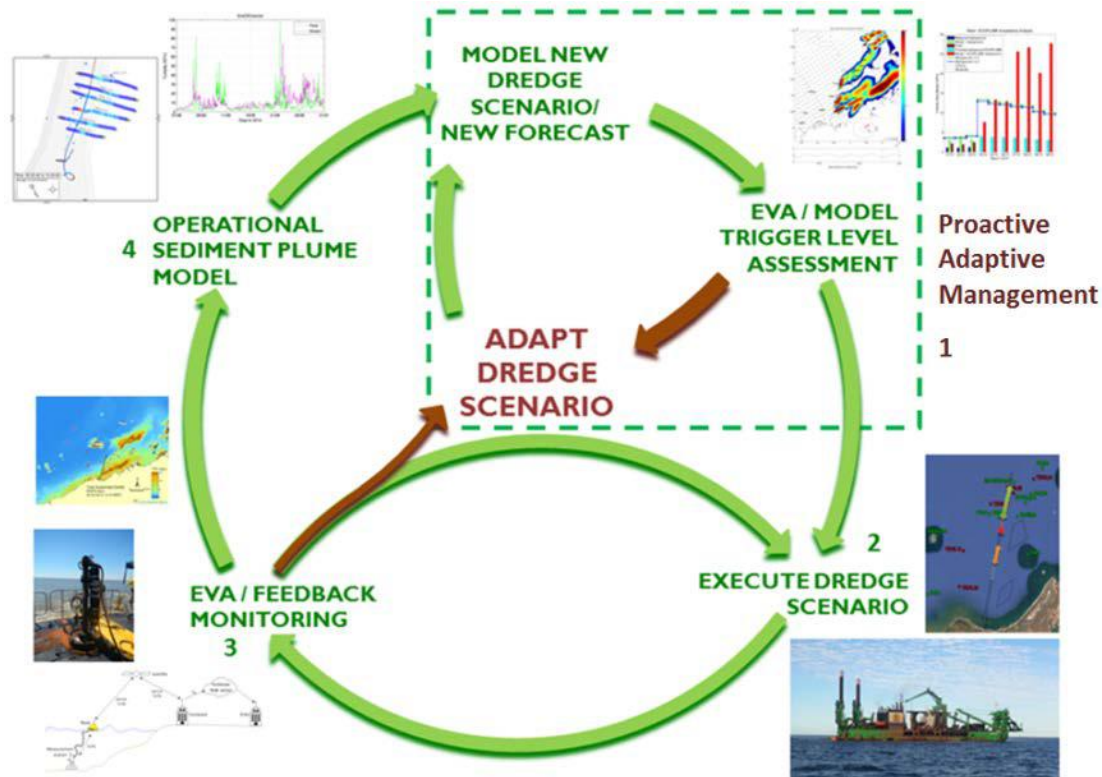 MODEL NEW
DREDGE
SCENARIO/
NEW FORECAST
EVA / MODEL
TRIGGER LEVEL
ASSESSMENT
Proactive
Adaptive
Management
1
4
OPERATIONAL
SEDIMENT PLUME
MODEL
ADAPT
DREDGE
SCENARIO
2
EXECUTE DREDGE
SCENARIO
EVA / FEEDBACK
MONITORING
3